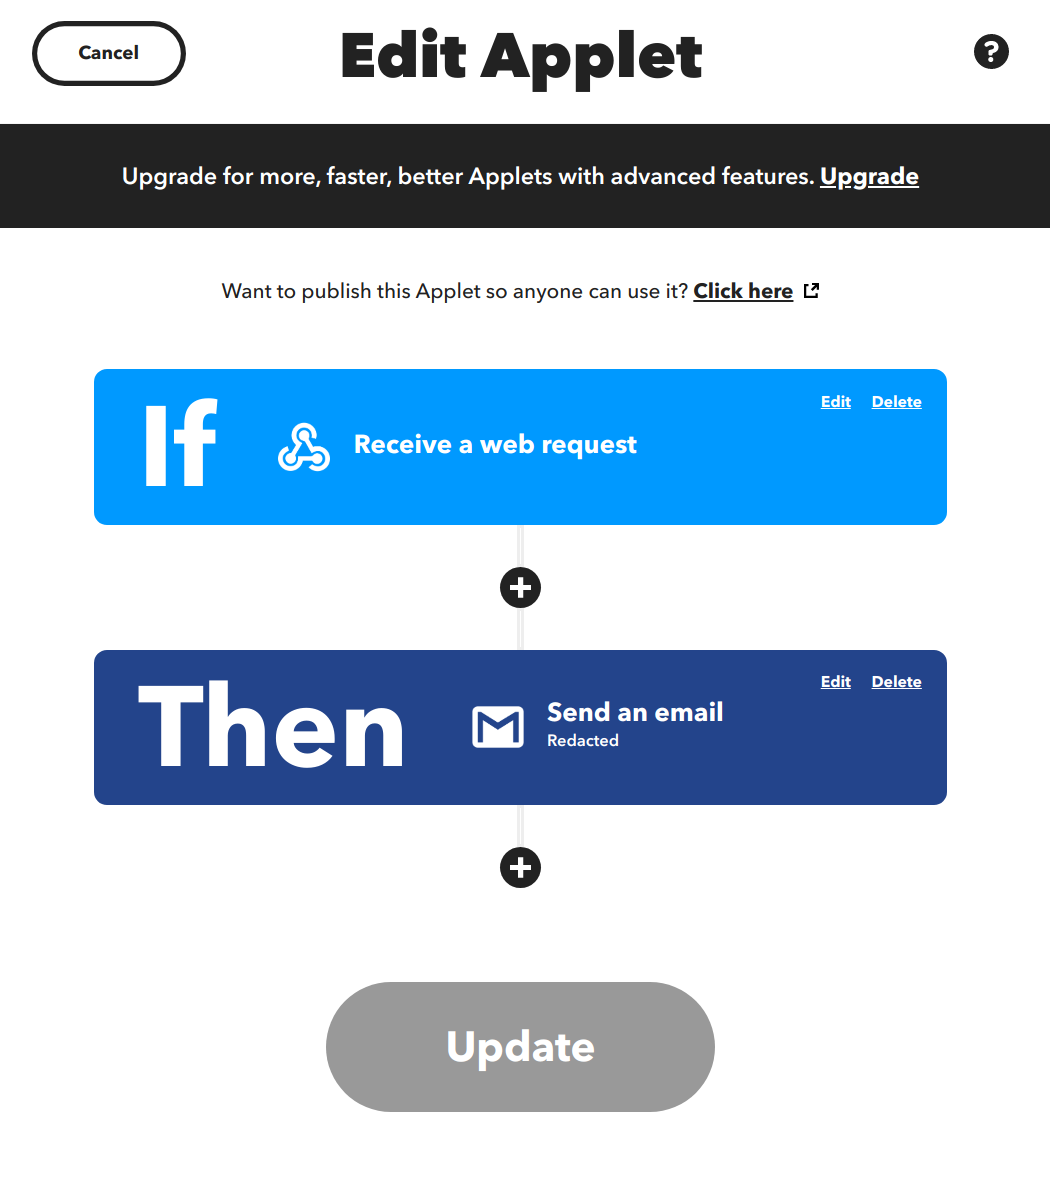 Cancel
Edit Applet
?
Upgrade for more, faster, better Applets with advanced features. Upgrade
Want to publish this Applet so anyone can use it? Click here
Edit Delete
If
Receive a web request
Edit Delete
Then
Send an email
Redacted
Update